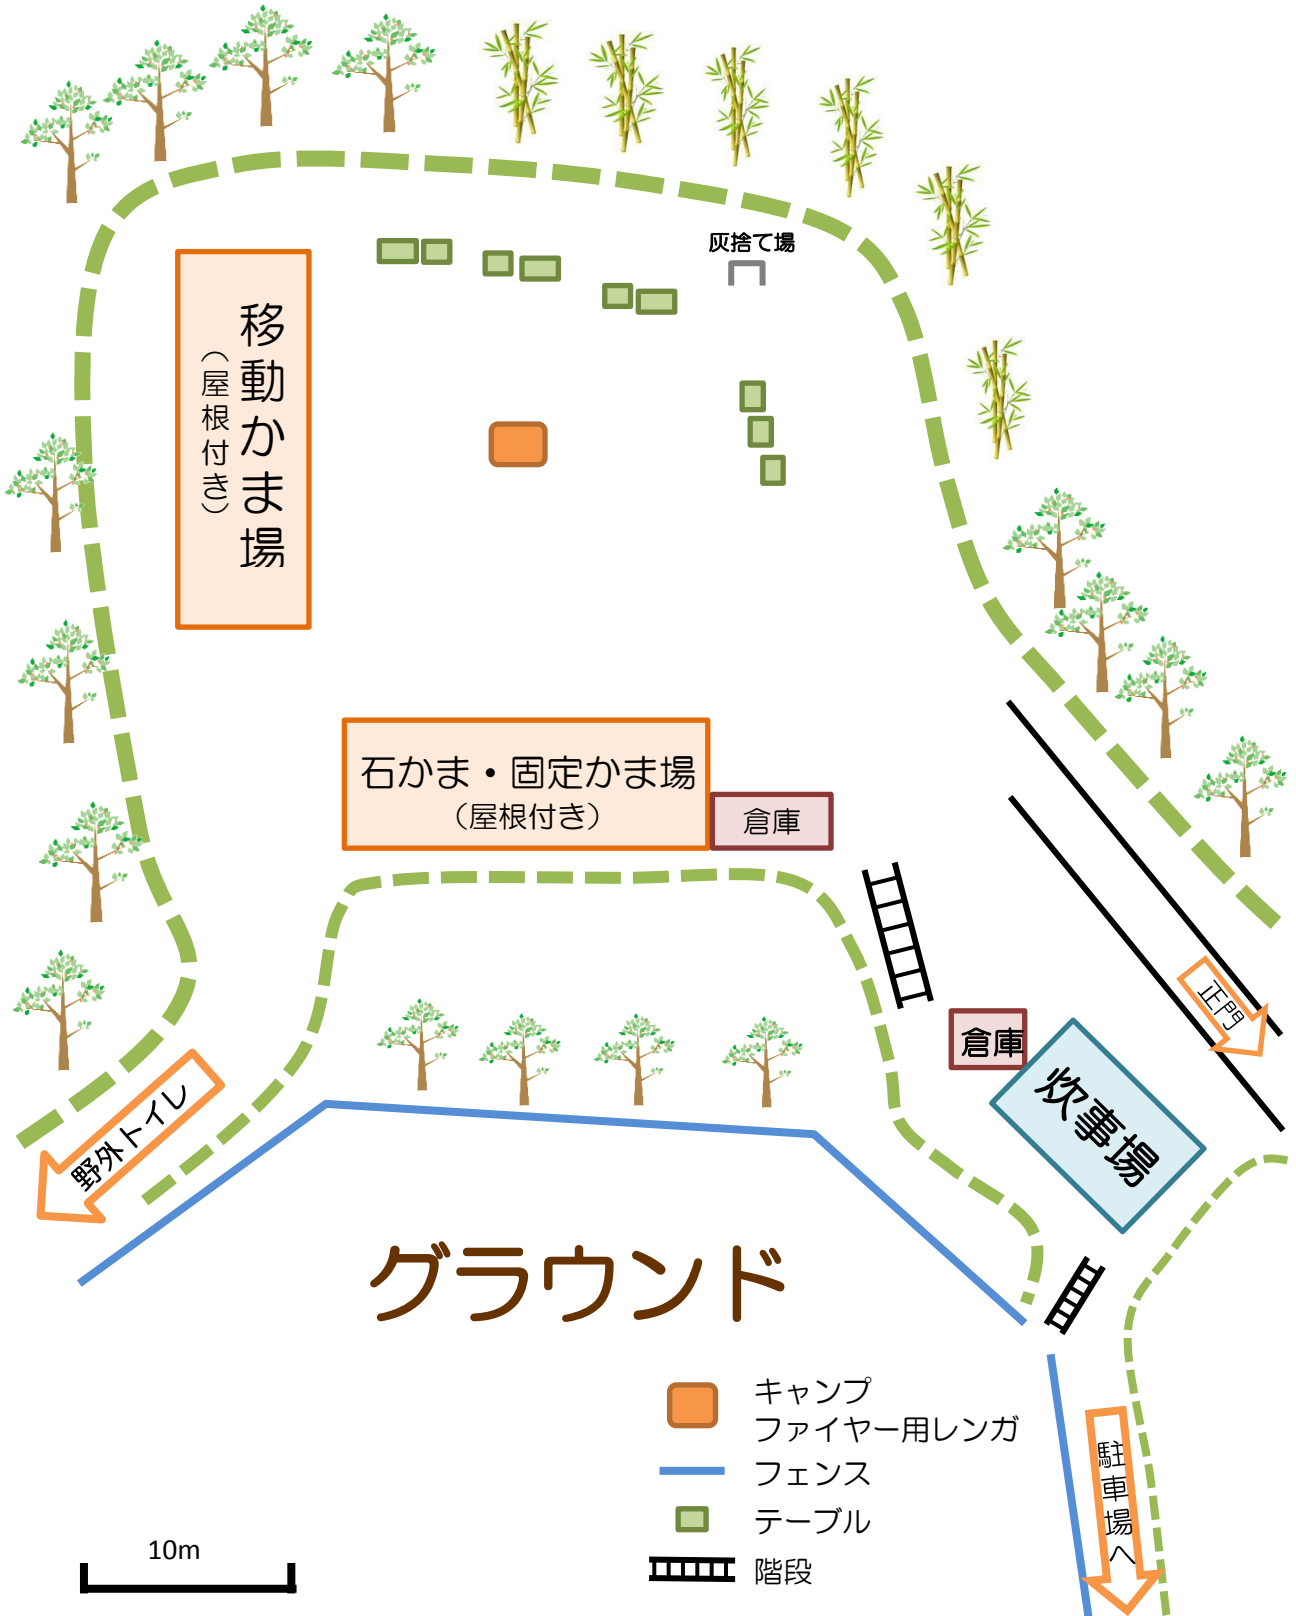 灰捨て場
移動かま場
（屋根付き）
石かま・固定かま場
（屋根付き）
倉庫
正門
倉庫
炊事場
野外トイレ
グラウンド
キャンプ
ファイヤー用レンガ
フェンス
テーブル
階段
駐車場へ
10m